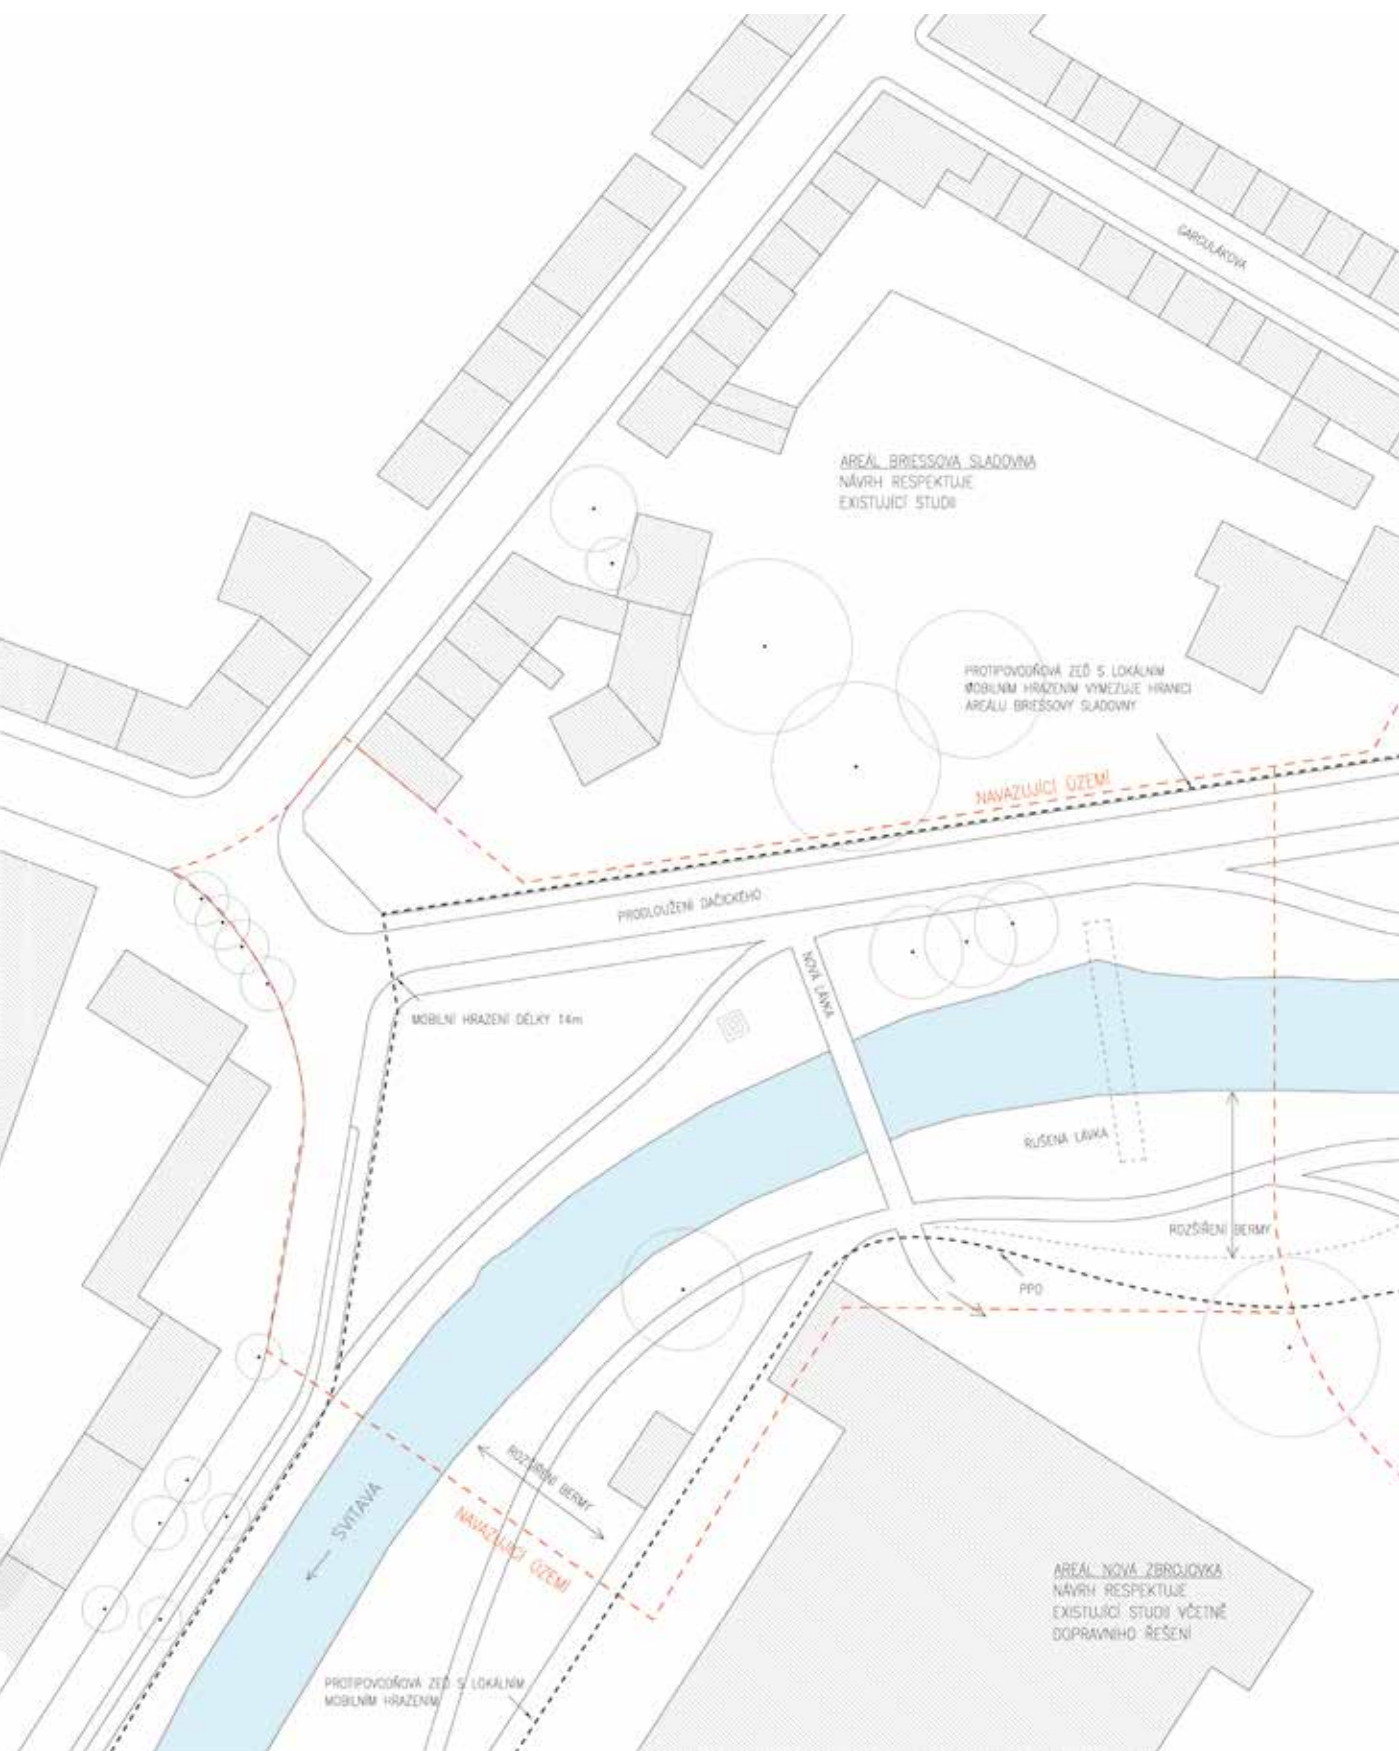 GARGULÁKOVA
AREÁL BRIESSOVA SLADOVNA
NÁVRH RESPEKTUJE
EXISTUJÍCÍ STUDII
PROTIPOVODŇOVÁ ZEĎ S LOKÁLNÍM
MOBILNÍM HRAZENÍM VYMEZUJE HRANICI
AREÁLU BRIESSOVY SLADOVNY
NAVAZUJÍCÍ ÚZEMÍ
PRODLOUŽENÍ DAČICKÉHO
NOVÁ LÁVKA
MOBILNÍ HRAZENÍ DÉLKY 14m
RUŠENÁ LÁVKA
ROZŠÍŘENÍ BERMY
PPO
ROZŠÍŘENÍ BERMY
SVITAVA
NAVAZUJÍCÍ ÚZEMÍ
AREÁL NOVÁ ZBROJOVKA
NÁVRH RESPEKTUJE
EXISTUJÍCÍ STUDII VČETNĚ
DOPRAVNÍHO ŘEŠENÍ
PROTIPOVODŇOVÁ ZEĎ S LOKÁLNÍM
MOBILNÍM HRAZENÍM